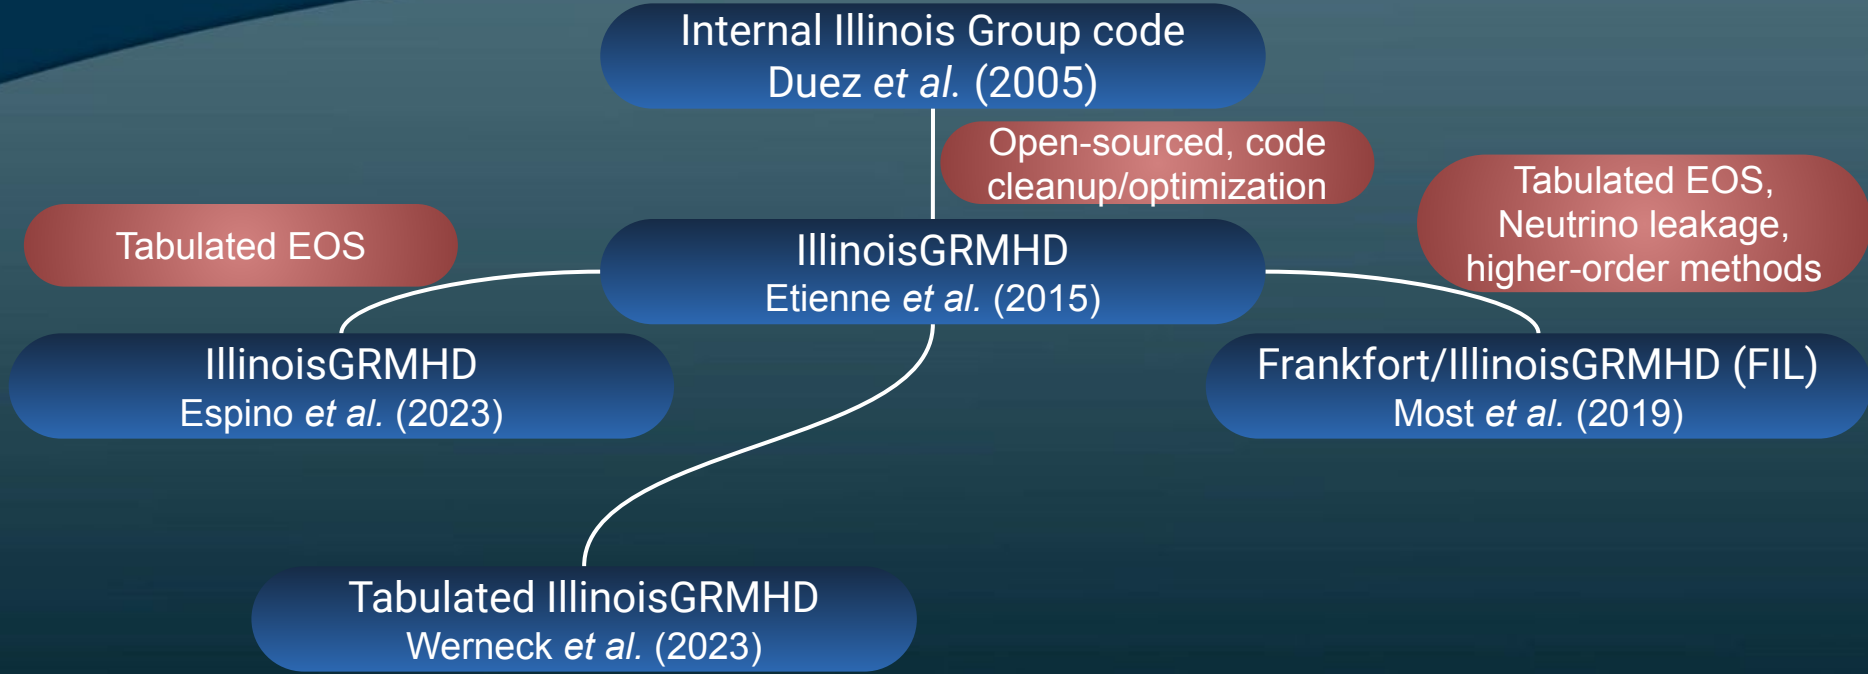 Internal Illinois Group code
Duez et al. (2005)
Open-sourced, code
cleanup/optimization
Tabulated EOS,
Neutrino leakage,
higher-order methods
Tabulated EOS
IllinoisGRMHD
Etienne et al. (2015)
IllinoisGRMHD
Espino et al. (2023)
Frankfort/IllinoisGRMHD (FIL)
Most et al. (2019)
Tabulated IllinoisGRMHD
Werneck et al. (2023)